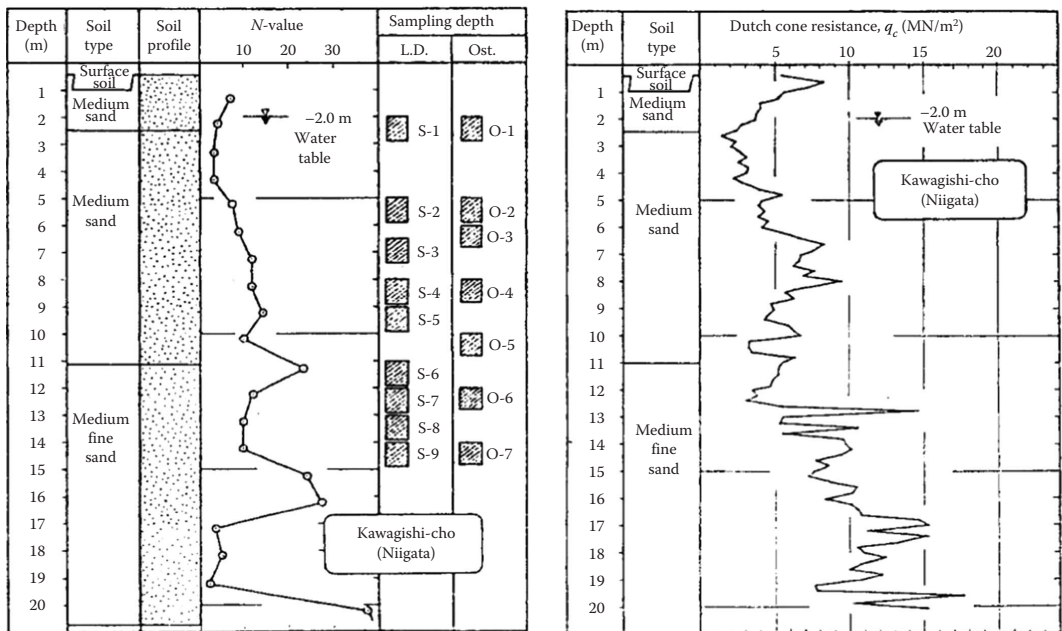 Depth (m)
Soil type
Soil profile
N-value
10 20 30
Sampling depth
L.D.
Ost.
Surface soil
Medium sand
Medium sand
Medium fine sand
1
2
3
4
5
6
7
8
9
10
11
12
13
14
15
16
17
18
19
20
−2.0 m
Water table
S-1
S-2
S-3
S-4
S-5
S-6
S-7
S-8
S-9
O-1
O-2
O-3
O-4
O-5
O-6
O-7
Kawagishi-cho
(Niigata)
Depth (m)
Soil type
Dutch cone resistance, qc (MN/m²)
5 10 15 20
Surface soil
Medium sand
Medium sand
Medium fine sand
1
2
3
4
5
6
7
8
9
10
11
12
13
14
15
16
17
18
19
20
−2.0 m
Water table
Kawagishi-cho
(Niigata)